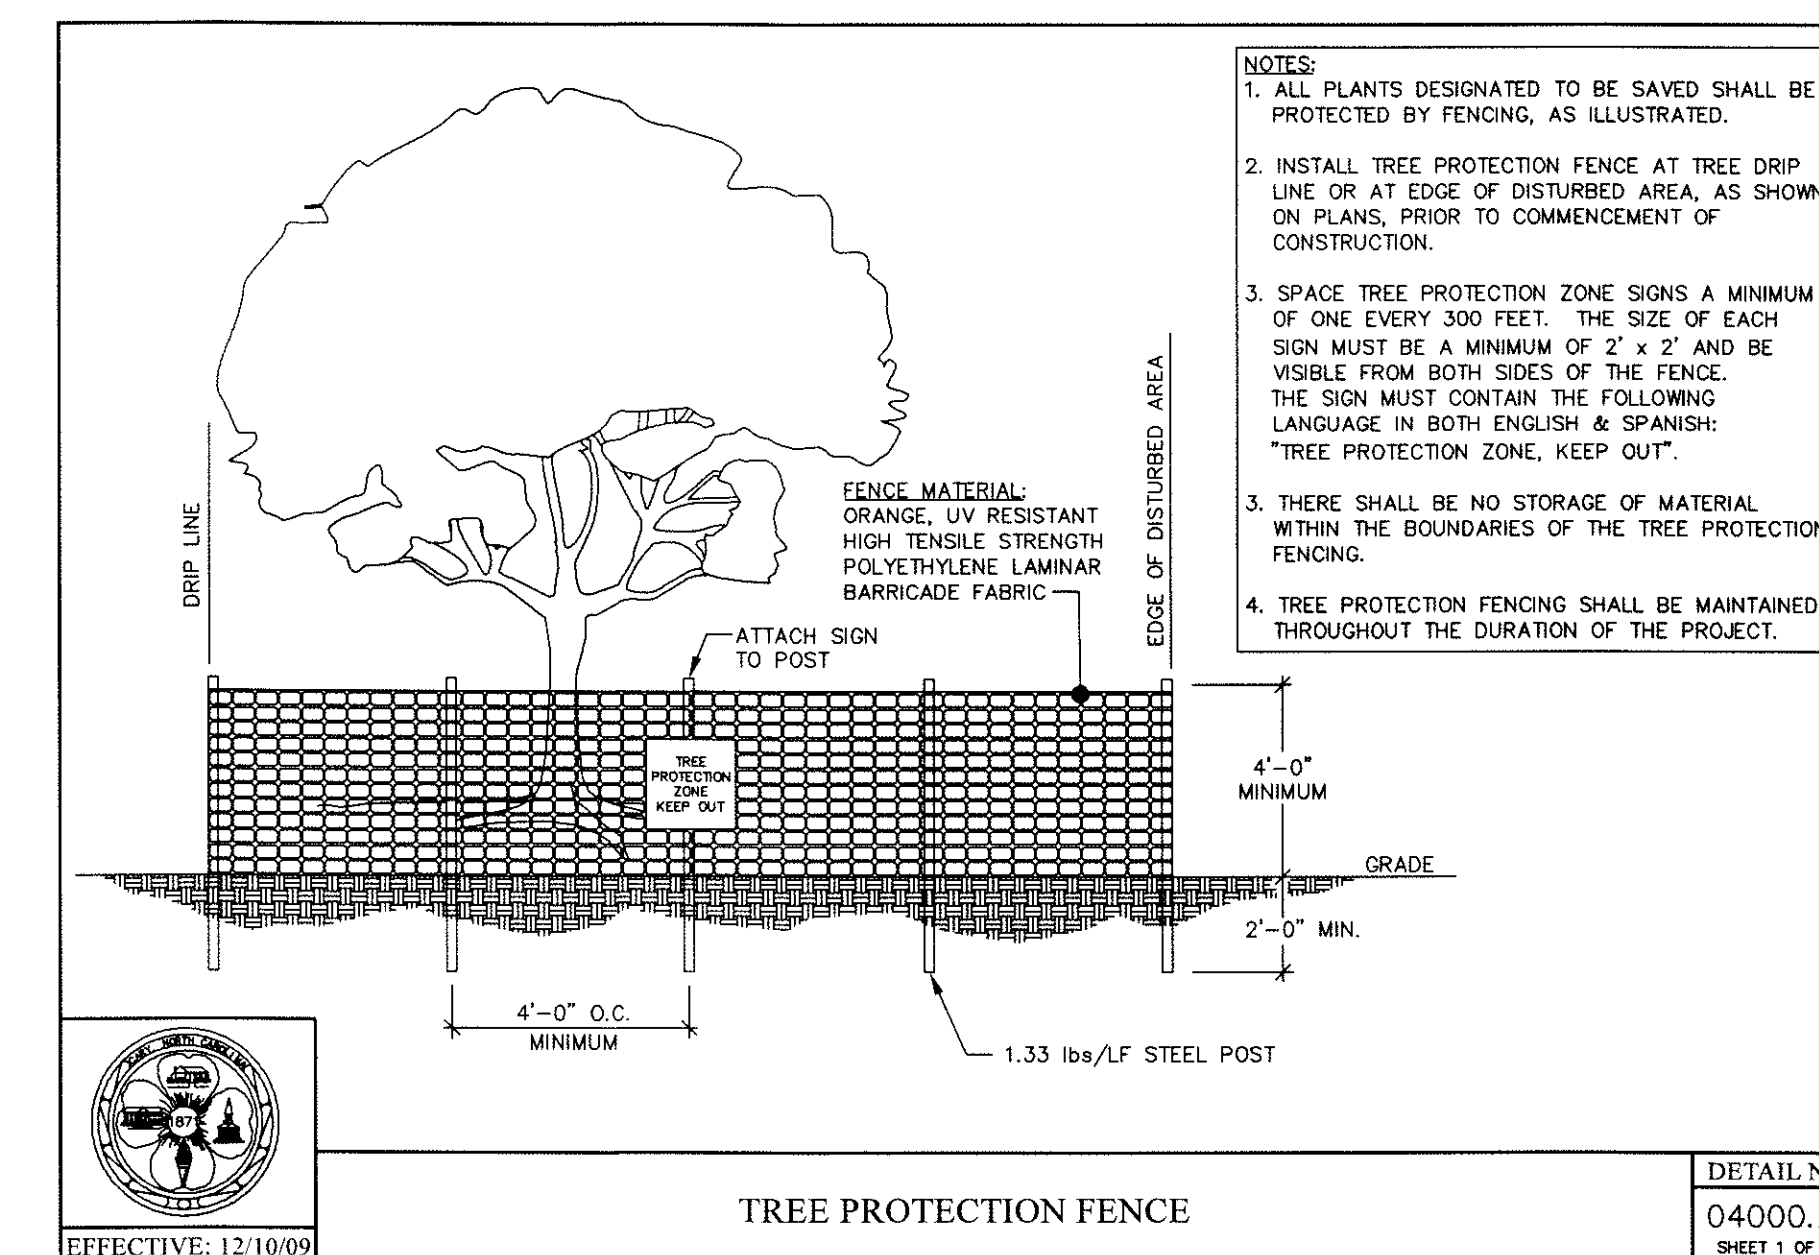 NOTES:
1. ALL PLANTS DESIGNATED TO BE SAVED SHALL BE
PROTECTED BY FENCING, AS ILLUSTRATED.
2. INSTALL TREE PROTECTION FENCE AT TREE DRIP
LINE OR AT EDGE OF DISTURBED AREA, AS SHOWN
ON PLANS, PRIOR TO COMMENCEMENT OF
CONSTRUCTION.
3. SPACE TREE PROTECTION ZONE SIGNS A MINIMUM
OF ONE EVERY 300 FEET. THE SIZE OF EACH
SIGN MUST BE A MINIMUM OF 2' x 2' AND BE
VISIBLE FROM BOTH SIDES OF THE FENCE.
THE SIGN MUST CONTAIN THE FOLLOWING
LANGUAGE IN BOTH ENGLISH & SPANISH:
"TREE PROTECTION ZONE, KEEP OUT".
3. THERE SHALL BE NO STORAGE OF MATERIAL
WITHIN THE BOUNDARIES OF THE TREE PROTECTION
FENCING.
4. TREE PROTECTION FENCING SHALL BE MAINTAINED
THROUGHOUT THE DURATION OF THE PROJECT.
DRIP LINE
EDGE OF DISTURBED AREA
FENCE MATERIAL:
ORANGE, UV RESISTANT
HIGH TENSILE STRENGTH
POLYETHYLENE LAMINAR
BARRICADE FABRIC
ATTACH SIGN
TO POST
TREE
PROTECTION
ZONE
KEEP OUT
4'-0"
MINIMUM
GRADE
2'-0" MIN.
4'-0" O.C.
MINIMUM
1.33 lbs/LF STEEL POST
CARY NORTH CAROLINA
1871
EFFECTIVE: 12/10/09
TREE PROTECTION FENCE
DETAIL N
04000.
SHEET 1 OF